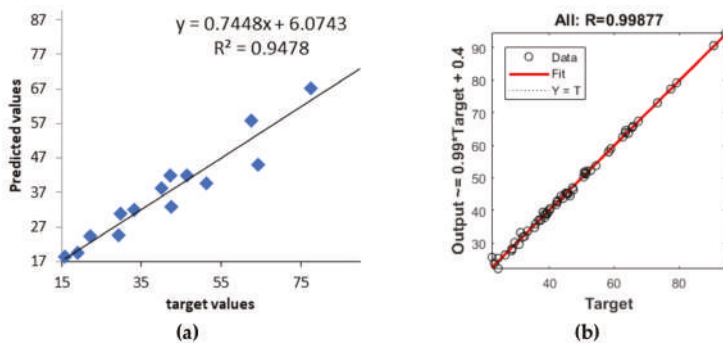 y = 0.7448x + 6.0743
R² = 0.9478
87
77
67
57
47
37
27
17
Predicted values
15
35
55
75
target values
(a)
All: R=0.99877
Data
Fit
Y = T
Output ~= 0.99*Target + 0.4
90
80
70
60
50
40
30
40
60
80
Target
(b)